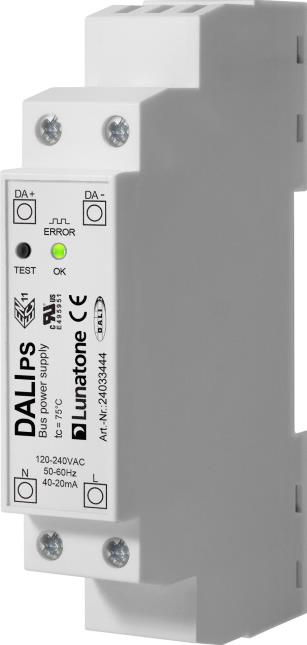 DA+ DA-
ERROR
TEST OK
DALI PS
Bus power supply
tc = 75°C
11
C UL US
E495951
DALI
Lunatone CE
Art.-Nr.:24033444
120-240VAC
50-60Hz
40-20mA
N L